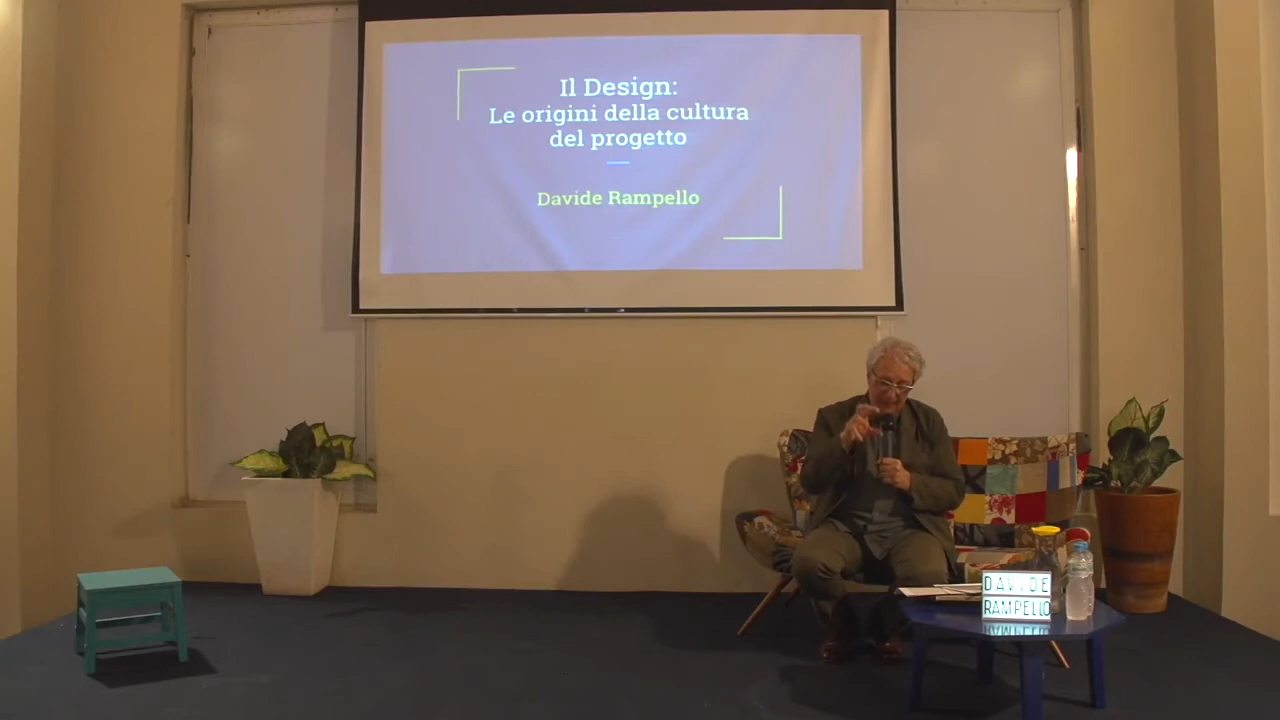 Il Design:
Le origini della cultura
del progetto
Davide Rampello
DAVIDE
RAMPELLO